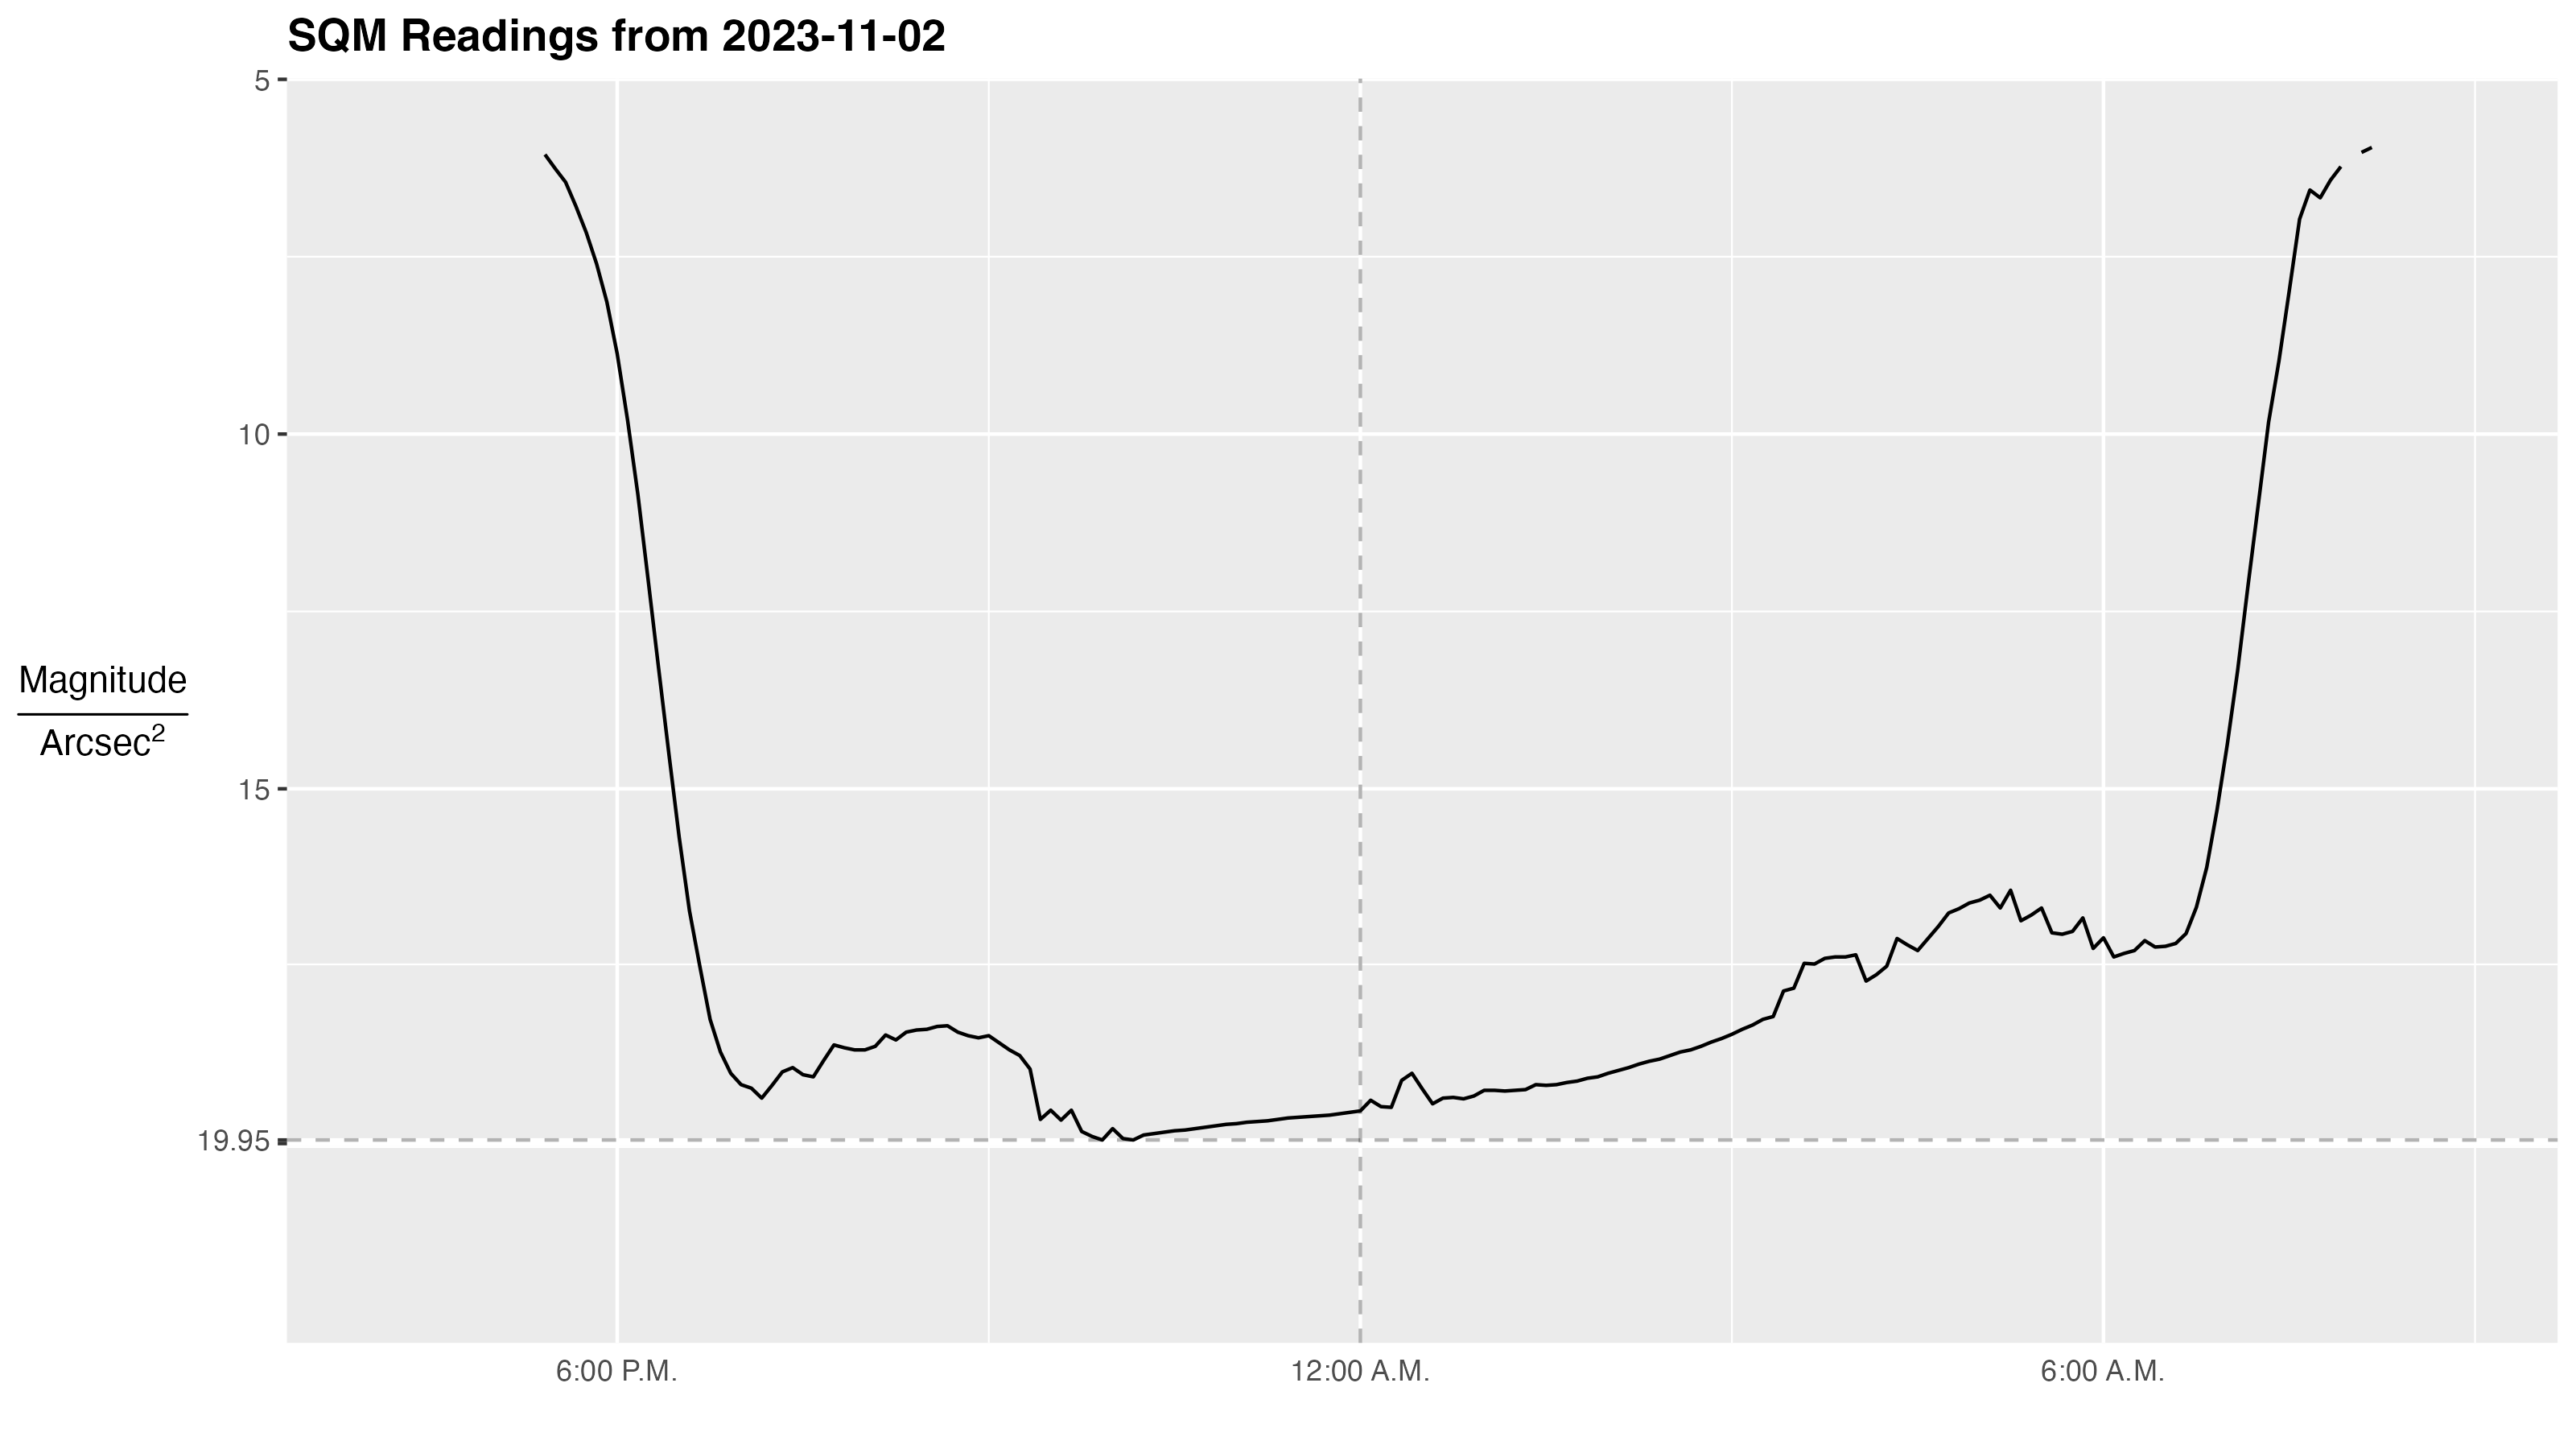 SQM Readings from 2023-11-02
5
10
15
19.95
Magnitude
Arcsec²
6:00 P.M.
12:00 A.M.
6:00 A.M.